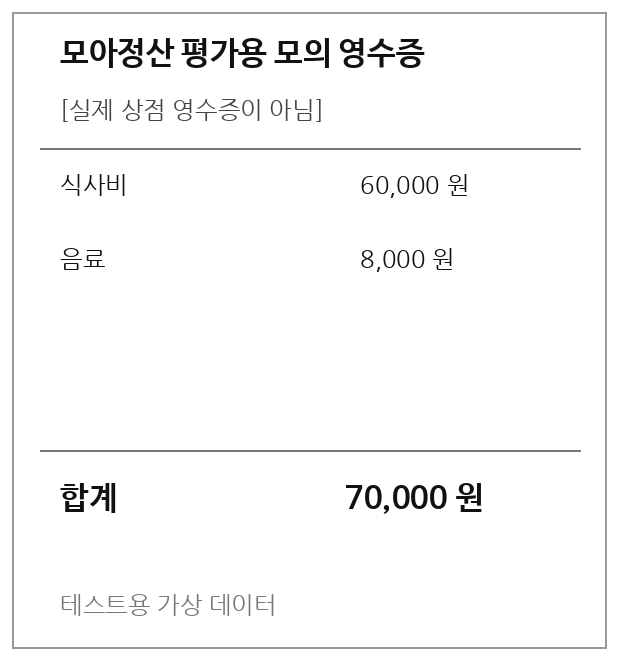 모아정산 평가용 모의 영수증
[실제 상점 영수증이 아님]
식사비 60,000 원
음료 8,000 원
합계 70,000 원
테스트용 가상 데이터